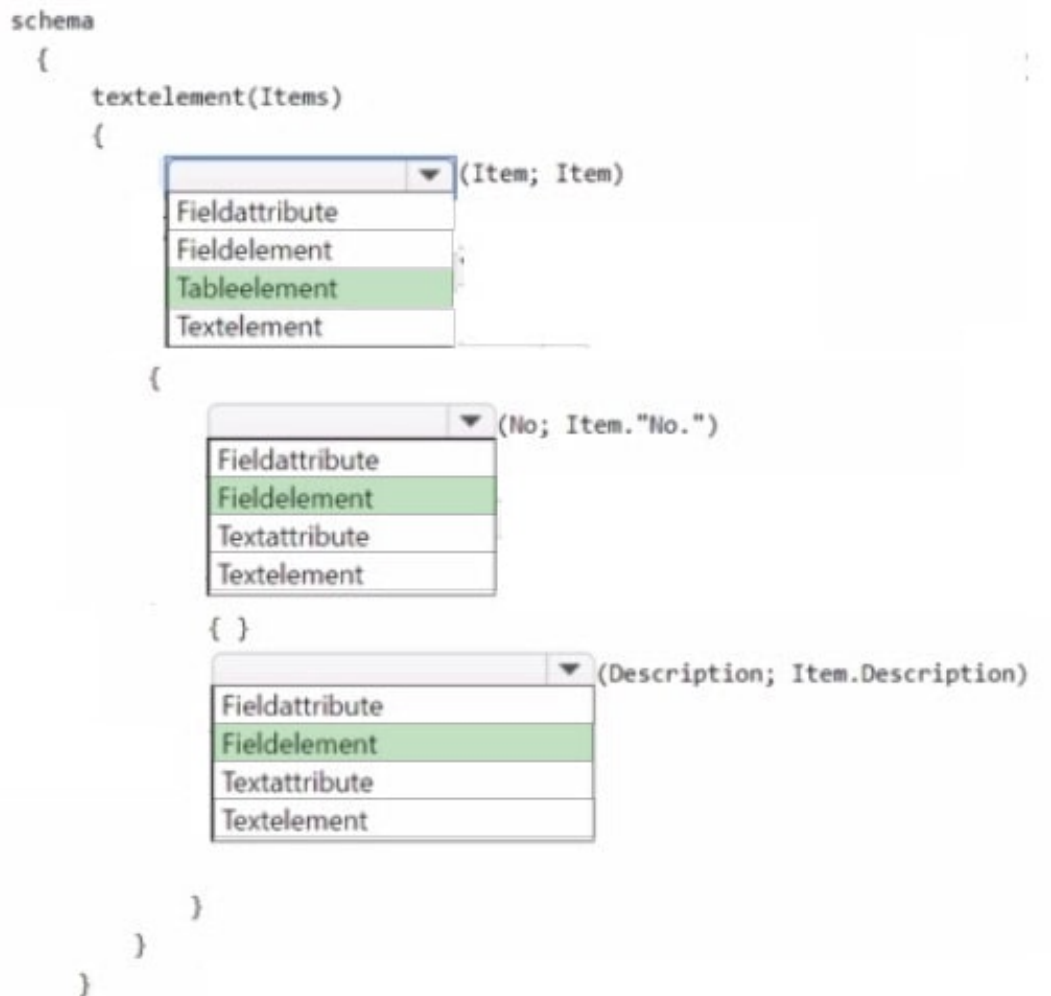 schema
{
textelement(Items)
{
(Item; Item)
Fieldattribute
Fieldelement
Tableelement
Textelement
{
(No; Item."No.")
Fieldattribute
Fieldelement
Textattribute
Textelement
{ }
(Description; Item.Description)
Fieldattribute
Fieldelement
Textattribute
Textelement
}
}
}